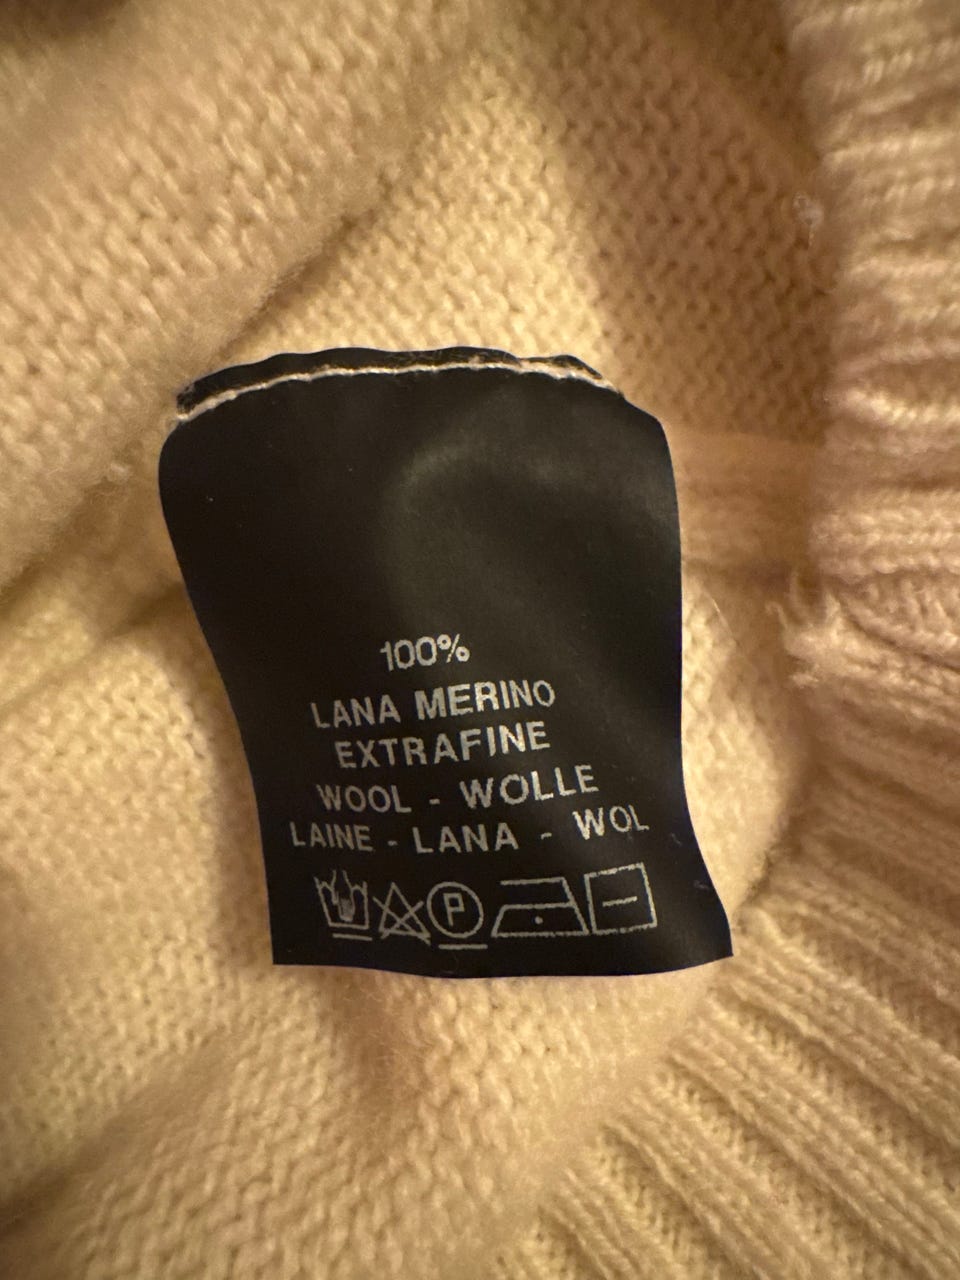 100%
LANA MERINO
EXTRAFINE
WOOL - WOLLE
LAINE - LANA - WOL
P